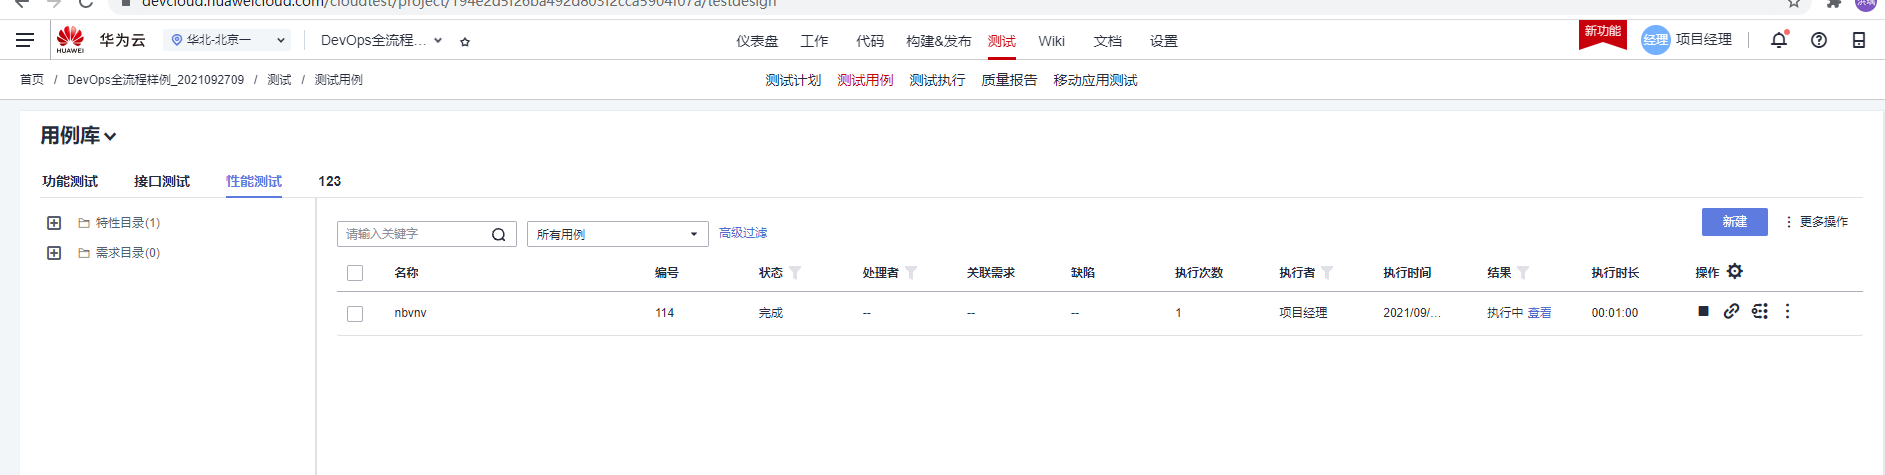 devcloud.huaweicloud.com/cloudtest/project/194e2d5f26ba492d803f2cca5904f07a/testdesign
HUAWEI 华为云 华北-北京一 DevOps全流程... 仪表盘 工作 代码 构建&发布 测试 Wiki 文档 设置 新功能 经理 项目经理
首页 / DevOps全流程样例_2021092709 / 测试 / 测试用例 测试计划 测试用例 测试执行 质量报告 移动应用测试
用例库
功能测试 接口测试 性能测试 123
特性目录(1)
需求目录(0)
请输入关键字 所有用例 高级过滤 新建 更多操作
名称 编号 状态 处理者 关联需求 缺陷 执行次数 执行者 执行时间 结果 执行时长 操作
nbvnv 114 完成 -- -- -- 1 项目经理 2021/09/... 执行中 查看 00:01:00